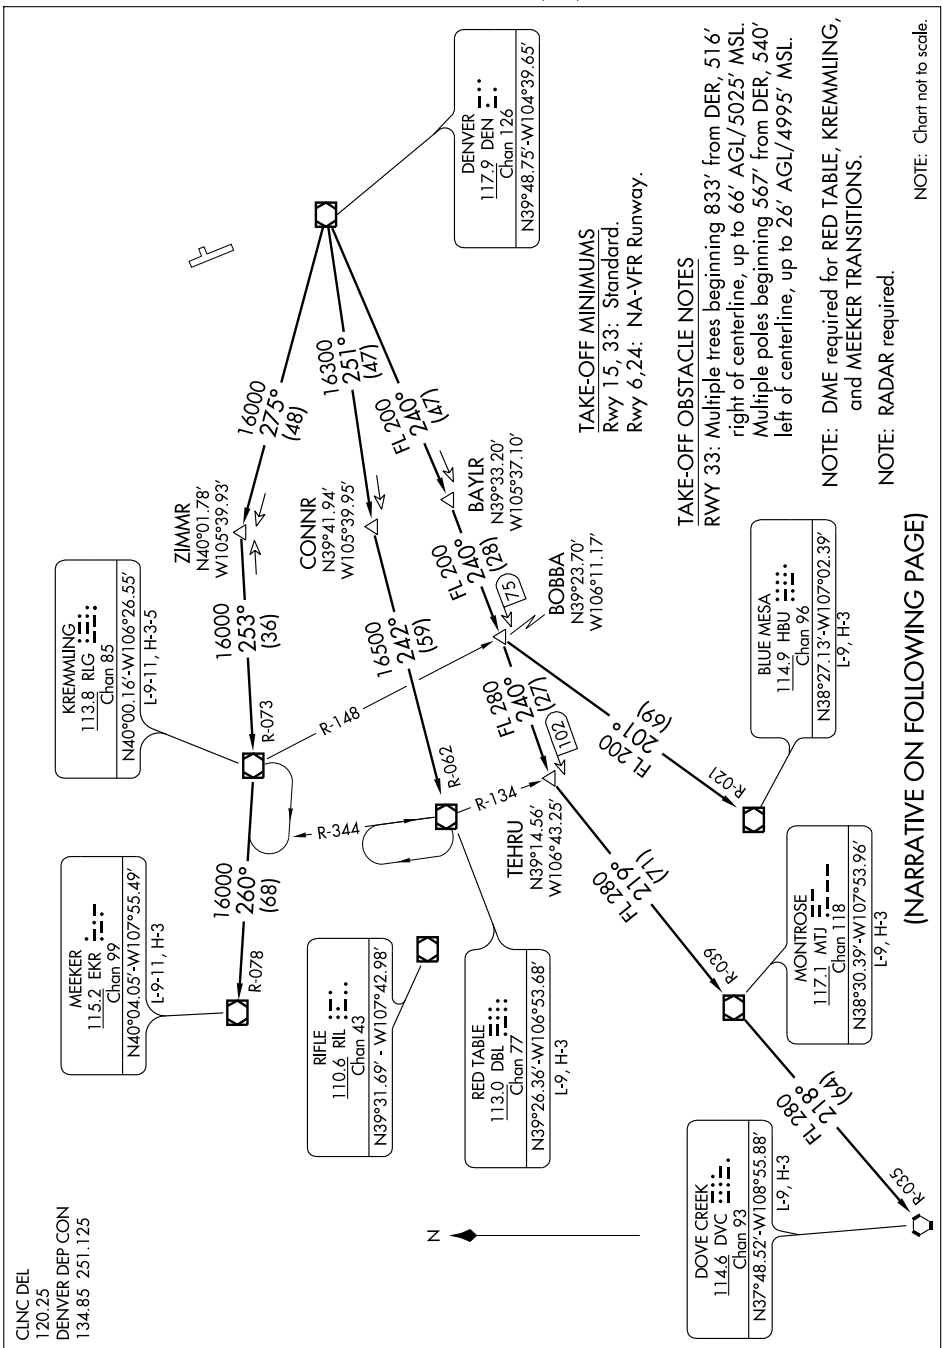 CLNC DEL
120.25
DENVER DEP CON
134.85 251.125
MEEKER
115.2 EKR
Chan 99
N40°04.05'-W107°55.49'
L-9-11, H-3
KREMMLING
113.8 RLG
Chan 85
N40°00.16'-W106°26.55'
L-9-11, H-3-5
ZIMMR
N40°01.78'
W105°39.93'
16000
260°
(68)
R-078
16000
253°
(36)
R-073
16000
275°
(48)
RIFLE
110.6 RIL
Chan 43
N39°31.69' - W107°42.98'
R-344
R-148
CONNR
N39°41.94'
W105°39.95'
16300
251°
(47)
16500
242°
(59)
R-062
DENVER
117.9 DEN
Chan 126
N39°48.75'-W104°39.65'
FL 200
240°
(47)
BAYLR
N39°33.20'
W105°37.10'
FL 200
240°
(28)
75
BOBBA
N39°23.70'
W106°11.17'
RED TABLE
113.0 DBL
Chan 77
N39°26.36'-W106°53.68'
L-9, H-3
R-134
FL 280
240°
(27)
102
TEHRU
N39°14.56'
W106°43.25'
FL 200
201°
(69)
R-021
BLUE MESA
114.9 HBU
Chan 96
N38°27.13'-W107°02.39'
L-9, H-3
FL 280
219°
(71)
R-039
MONTROSE
117.1 MTJ
Chan 118
N38°30.39'-W107°53.96'
L-9, H-3
FL 280
218°
(64)
R-035
DOVE CREEK
114.6 DVC
Chan 93
N37°48.52'-W108°55.88'
L-9, H-3
N
TAKE-OFF MINIMUMS
Rwy 15, 33: Standard.
Rwy 6,24: NA-VFR Runway.
TAKE-OFF OBSTACLE NOTES
RWY 33: Multiple trees beginning 833' from DER, 516'
right of centerline, up to 66' AGL/5025' MSL.
Multiple poles beginning 567' from DER, 540'
left of centerline, up to 26' AGL/4995' MSL.
NOTE: DME required for RED TABLE, KREMMLING,
and MEEKER TRANSITIONS.
NOTE: RADAR required.
(NARRATIVE ON FOLLOWING PAGE)
NOTE: Chart not to scale.